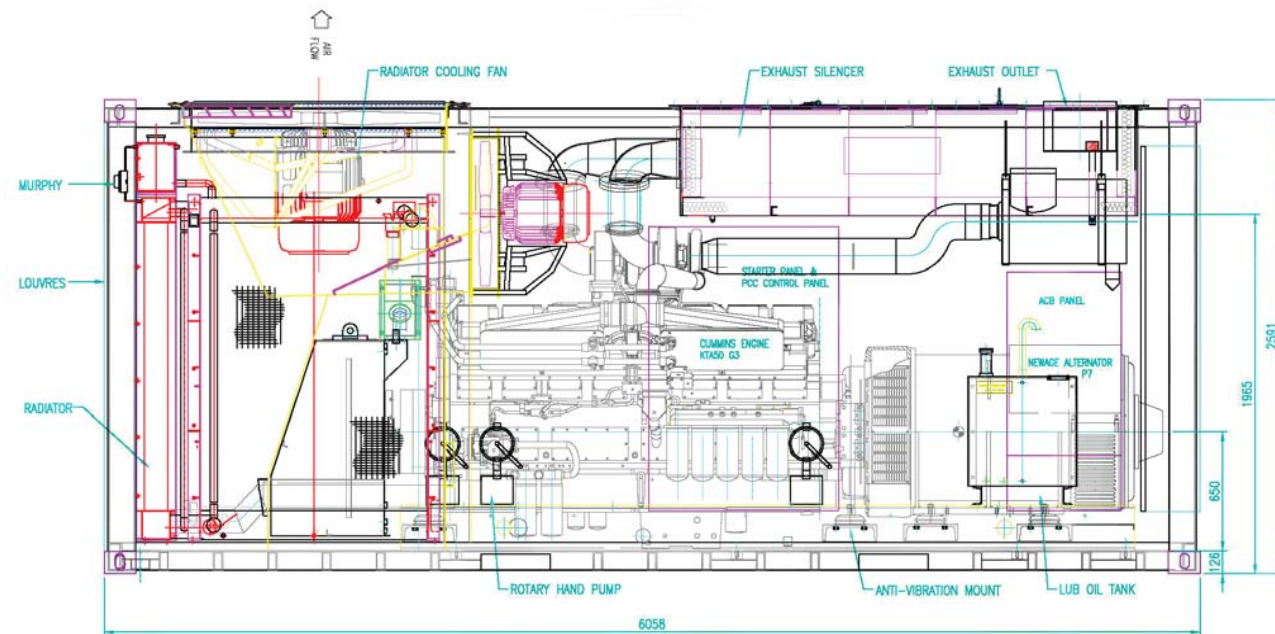 AIR
FLOW
RADIATOR COOLING FAN
EXHAUST SILENCER
EXHAUST OUTLET
MURPHY
LOUVRES
STARTER PANEL &
PCC CONTROL PANEL
ACB PANEL
CUMMINS ENGINE
KTA50 G3
NEWAGE ALTERNATOR
P7
RADIATOR
2591
1965
650
126
ROTARY HAND PUMP
ANTI-VIBRATION MOUNT
LUB OIL TANK
6058